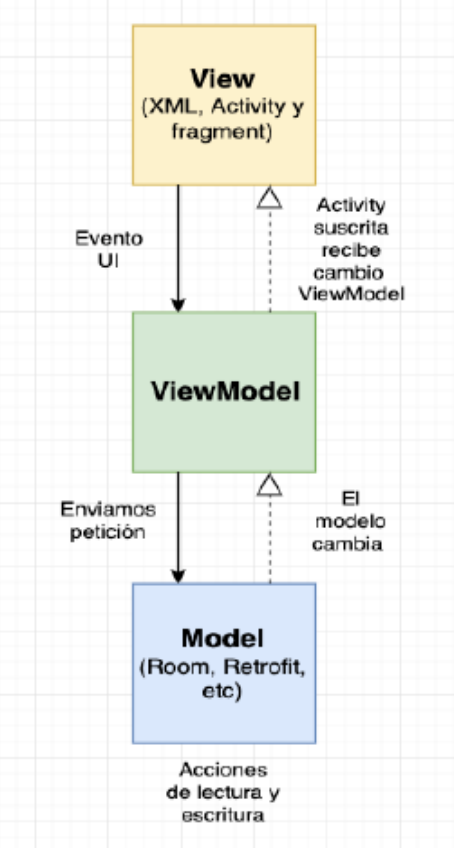 View
(XML, Activity y
fragment)
Evento
UI
Activity
suscrita
recibe
cambio
ViewModel
ViewModel
Enviamos
petición
El
modelo
cambia
Model
(Room, Retrofit,
etc)
Acciones
de lectura y
escritura